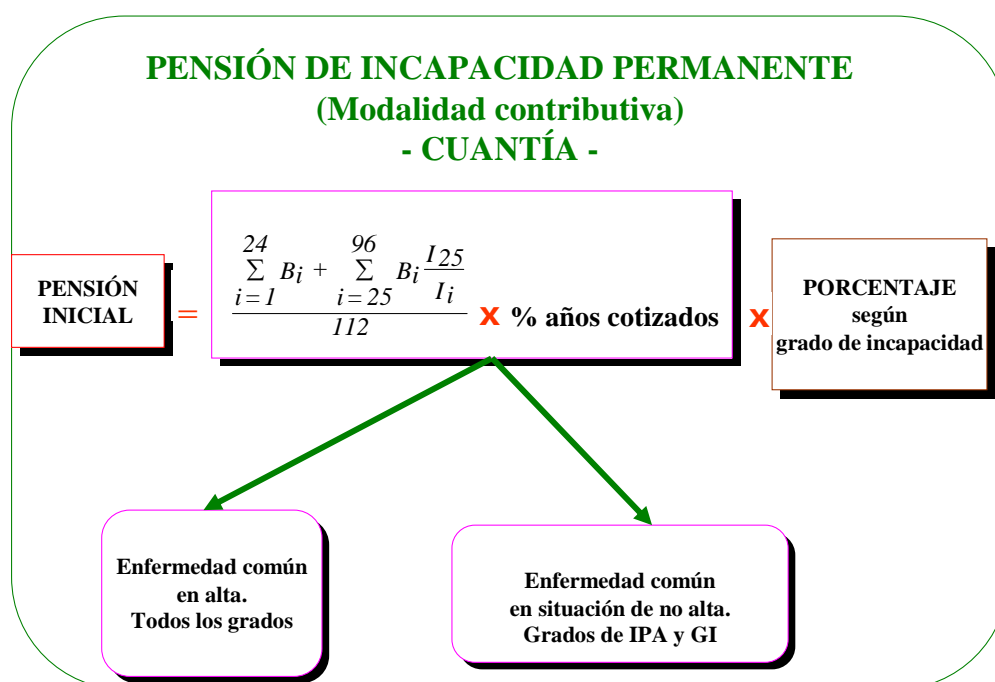 PENSIÓN DE INCAPACIDAD PERMANENTE
(Modalidad contributiva)
- CUANTÍA -
PENSIÓN
INICIAL
=
24 96
Σ Bi + Σ Bi I25/Ii
i = 1 i = 25
112
x % años cotizados
x
PORCENTAJE
según
grado de incapacidad
Enfermedad común
en alta.
Todos los grados
Enfermedad común
en situación de no alta.
Grados de IPA y GI